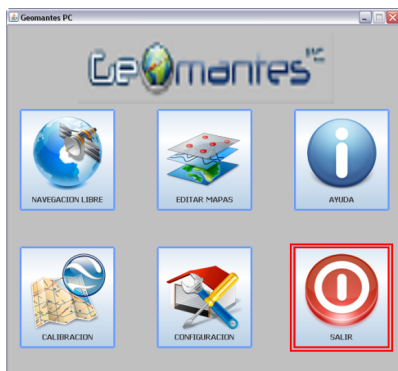 Geomantes PC
Geomantes PC
NAVEGACION LIBRE
EDITAR MAPAS
AYUDA
CALIBRACION
CONFIGURACION
SALIR